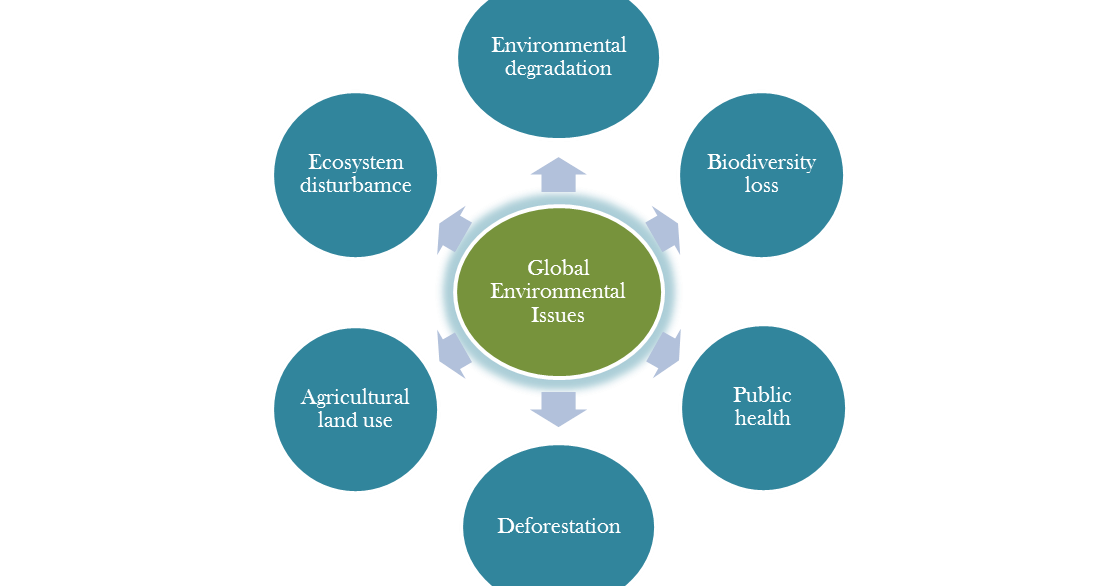 Environmental
degradation
Ecosystem
disturbamce
Biodiversity
loss
Global
Environmental
Issues
Agricultural
land use
Public
health
Deforestation